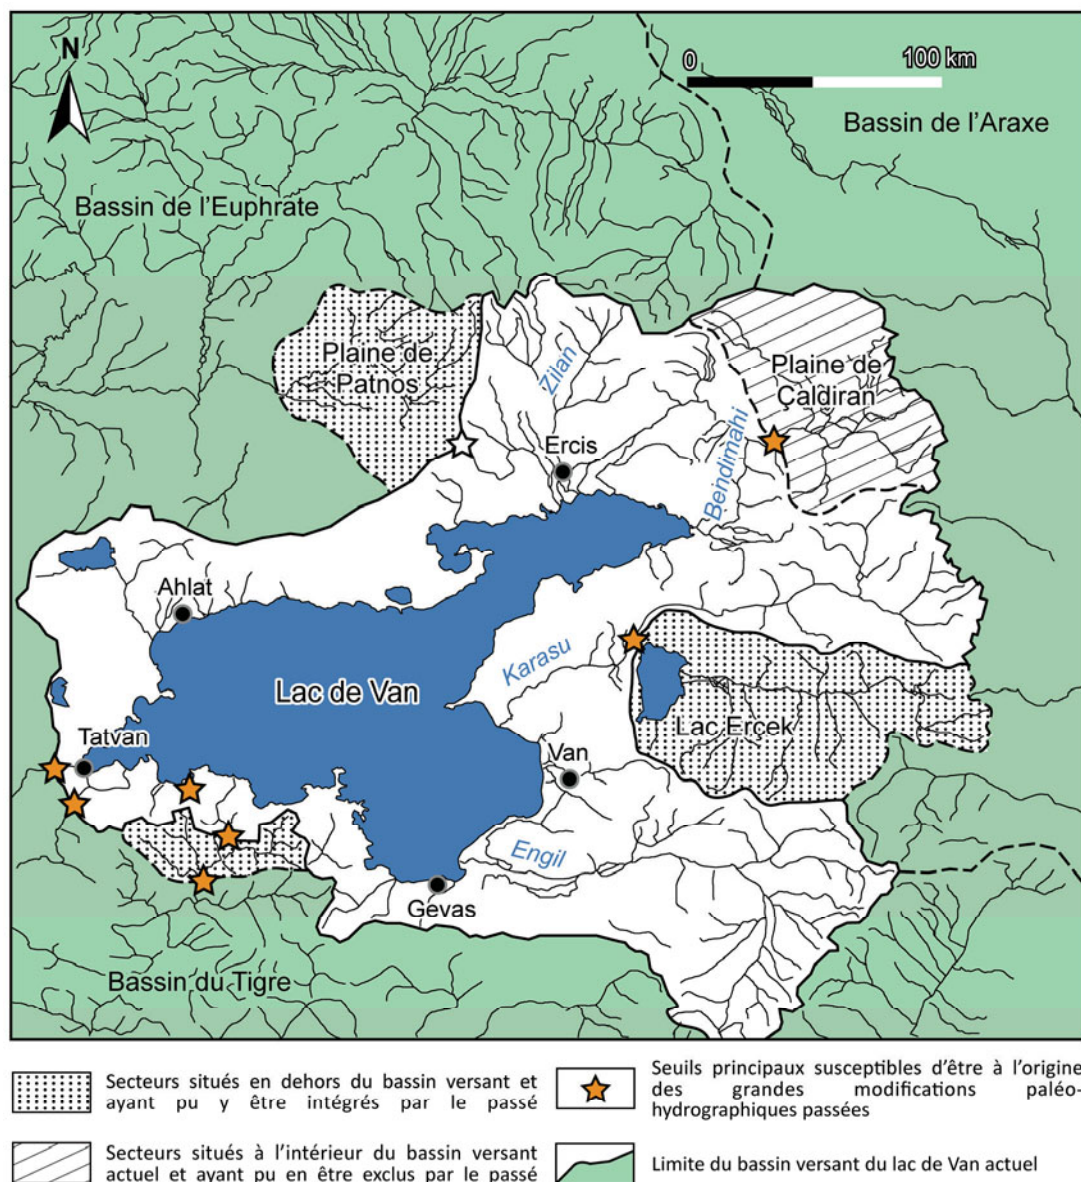 N
0 100 km
Bassin de l'Araxe
Bassin de l'Euphrate
Plaine de
Patnos
Zilan
Plaine de
Çaldiran
Ercis
Bendimahi
Ahlat
Karasu
Lac de Van
Lac Erçek
Tatvan
Van
Engil
Gevas
Bassin du Tigre
Secteurs situés en dehors du bassin versant et
ayant pu y être intégrés par le passé
Seuils principaux susceptibles d'être à l'origine
des grandes modifications paléo-
hydrographiques passées
Secteurs situés à l'intérieur du bassin versant
actuel et ayant pu en être exclus par le passé
Limite du bassin versant du lac de Van actuel